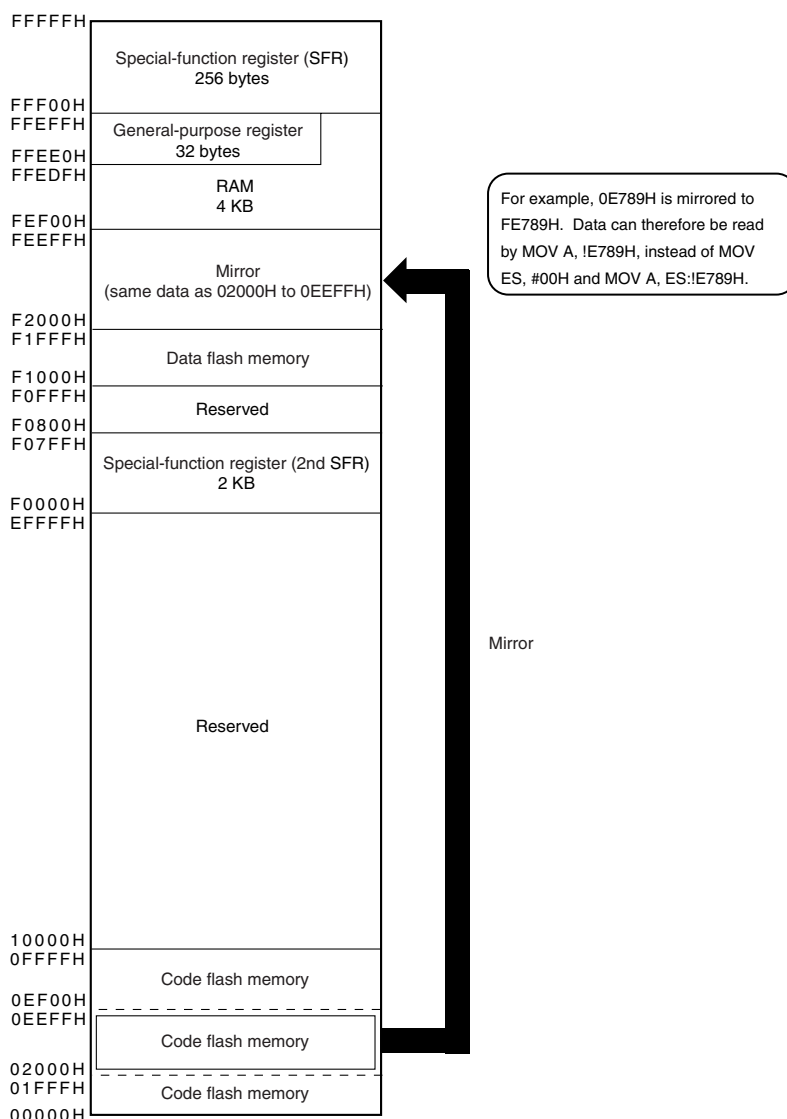 FFFFFH
Special-function register (SFR)
256 bytes
FFF00H
FFEFFH
General-purpose register
32 bytes
FFEE0H
FFEDFH
RAM
4 KB
FEF00H
FEEFFH
Mirror
(same data as 02000H to 0EEFFH)
F2000H
F1FFFH
Data flash memory
F1000H
F0FFFH
Reserved
F0800H
F07FFH
Special-function register (2nd SFR)
2 KB
F0000H
EFFFFH
Reserved
10000H
0FFFFH
Code flash memory
0EF00H
0EEFFH
Code flash memory
02000H
01FFFH
Code flash memory
00000H
For example, 0E789H is mirrored to
FE789H. Data can therefore be read
by MOV A, !E789H, instead of MOV
ES, #00H and MOV A, ES:!E789H.
Mirror